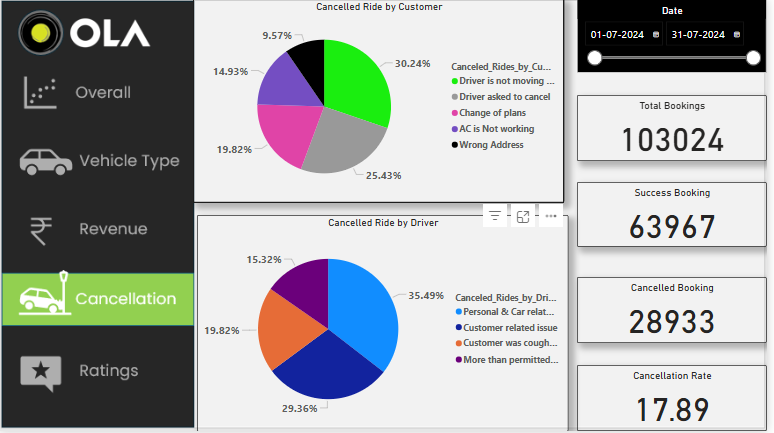 OLA
Overall
Vehicle Type
Revenue
Cancellation
Ratings
Cancelled Ride by Customer
9.57%
30.24%
14.93%
19.82%
25.43%
Canceled_Rides_by_Cu...
Driver is not moving ...
Driver asked to cancel
Change of plans
AC is Not working
Wrong Address
Cancelled Ride by Driver
15.32%
35.49%
19.82%
29.36%
Canceled_Rides_by_Dri...
Personal & Car relat...
Customer related issue
Customer was cough...
More than permitted...
Date
01-07-2024
31-07-2024
Total Bookings
103024
Success Booking
63967
Cancelled Booking
28933
Cancellation Rate
17.89